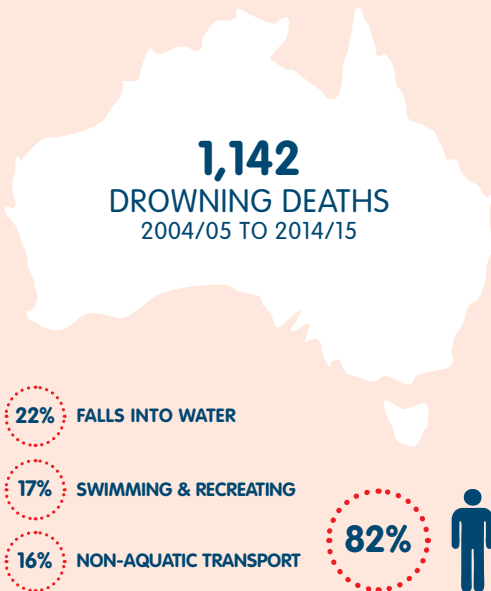 1,142
DROWNING DEATHS
2004/05 TO 2014/15
22% FALLS INTO WATER
17% SWIMMING & RECREATING
16% NON-AQUATIC TRANSPORT
82%